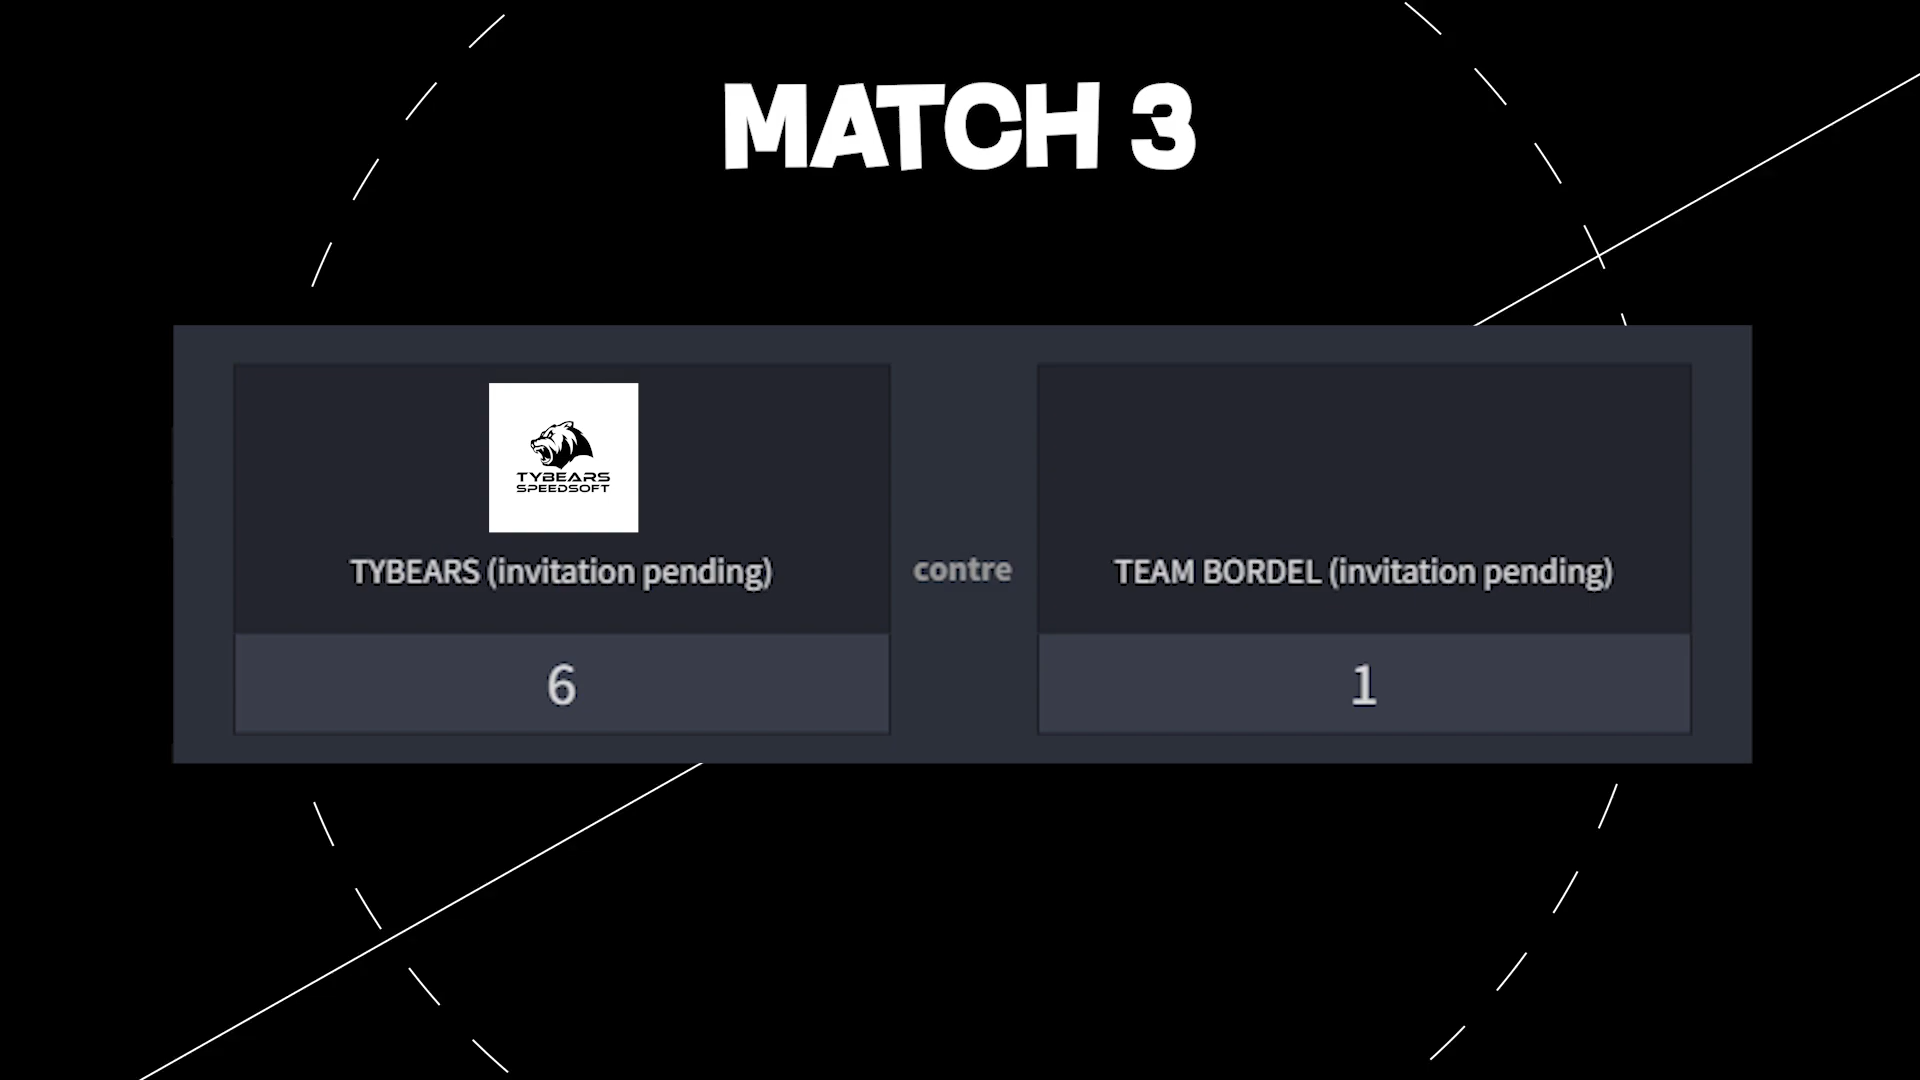 MATCH 3
TYBEARS
SPEEDSOFT
TYBEARS (invitation pending)
contre
TEAM BORDEL (invitation pending)
6
1